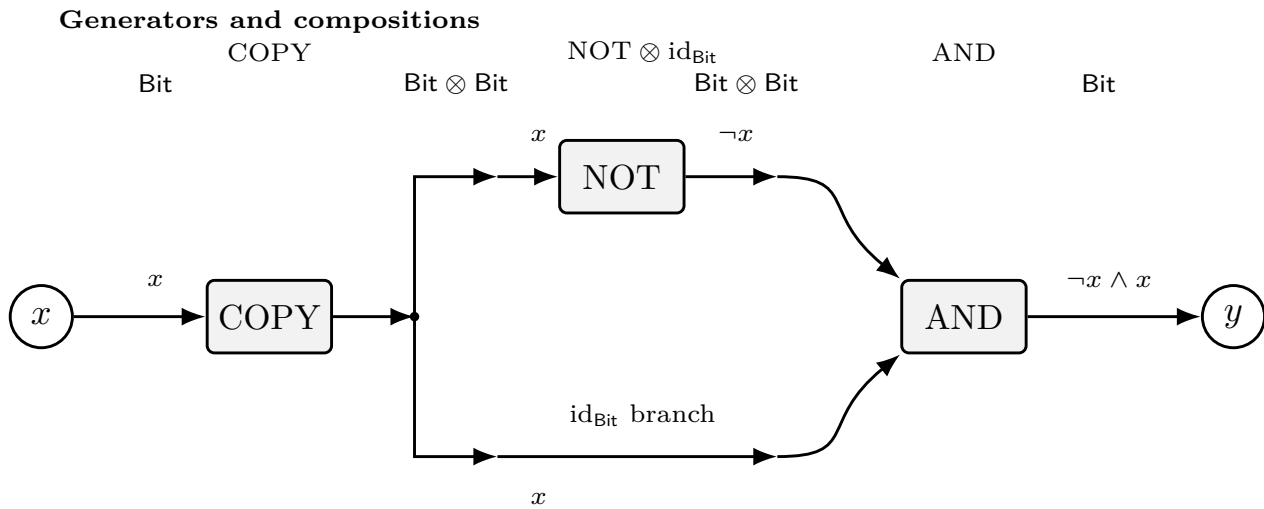 Generators and compositions
COPY NOT ⊗ id_Bit AND
Bit Bit ⊗ Bit Bit ⊗ Bit Bit
x ¬x
NOT
x ¬x ∧ x
x COPY AND y
id_Bit branch
x